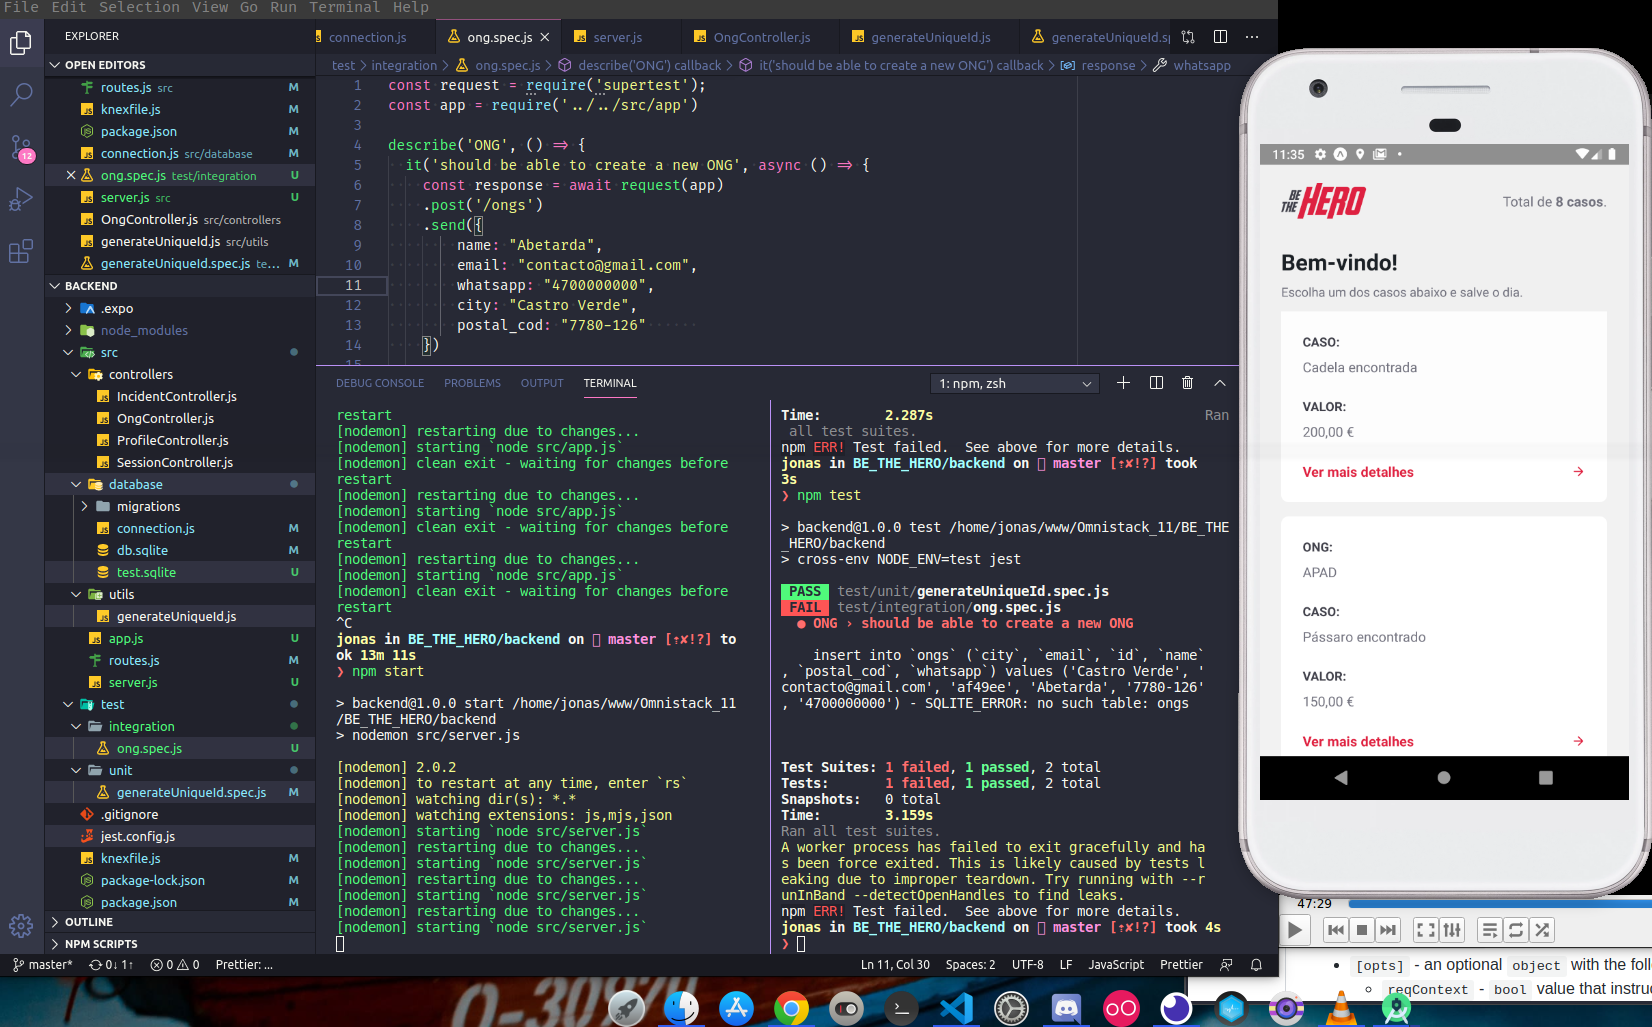 File Edit Selection View Go Run Terminal Help
EXPLORER
OPEN EDITORS
routes.js src M
knexfile.js M
package.json M
connection.js src/database M
ong.spec.js test/integration U
server.js src U
OngController.js src/controllers
generateUniqueId.js src/utils
generateUniqueId.spec.js te... M
BACKEND
.expo
node_modules
src
controllers
IncidentController.js
OngController.js
ProfileController.js
SessionController.js
database
migrations
connection.js M
db.sqlite M
test.sqlite U
utils
generateUniqueId.js
app.js U
routes.js M
server.js U
test
integration
ong.spec.js U
unit
generateUniqueId.spec.js M
.gitignore
jest.config.js
knexfile.js M
package-lock.json M
package.json M
OUTLINE
NPM SCRIPTS
12
connection.js ong.spec.js server.js OngController.js generateUniqueId.js generateUniqueId.sp
test > integration > ong.spec.js > describe('ONG') callback > it('should be able to create a new ONG') callback > response > whatsapp
1 const request = require('supertest');
2 const app = require('../../src/app')
3
4 describe('ONG', () => {
5 it('should be able to create a new ONG', async () => {
6 const response = await request(app)
7 .post('/ongs')
8 .send({
9 name: "Abetarda",
10 email: "contacto@gmail.com",
11 whatsapp: "4700000000",
12 city: "Castro Verde",
13 postal_cod: "7780-126"
14 })
15
DEBUG CONSOLE PROBLEMS OUTPUT TERMINAL 1: npm, zsh
restart
[nodemon] restarting due to changes...
[nodemon] starting `node src/app.js`
[nodemon] clean exit - waiting for changes before
restart
[nodemon] restarting due to changes...
[nodemon] starting `node src/app.js`
[nodemon] clean exit - waiting for changes before
restart
[nodemon] restarting due to changes...
[nodemon] starting `node src/app.js`
[nodemon] clean exit - waiting for changes before
restart
^C
jonas in BE_THE_HERO/backend on master [⇡✘!?] to
ok 13m 11s
❯ npm start
> backend@1.0.0 start /home/jonas/www/Omnistack_11
/BE_THE_HERO/backend
> nodemon src/server.js
[nodemon] 2.0.2
[nodemon] to restart at any time, enter `rs`
[nodemon] watching dir(s): *.*
[nodemon] watching extensions: js,mjs,json
[nodemon] starting `node src/server.js`
[nodemon] restarting due to changes...
[nodemon] starting `node src/server.js`
[nodemon] restarting due to changes...
[nodemon] starting `node src/server.js`
[nodemon] restarting due to changes...
[nodemon] starting `node src/server.js`
Time: 2.287s Ran
all test suites.
npm ERR! Test failed. See above for more details.
jonas in BE_THE_HERO/backend on master [⇡✘!?] took
3s
❯ npm test
> backend@1.0.0 test /home/jonas/www/Omnistack_11/BE_THE
_HERO/backend
> cross-env NODE_ENV=test jest
PASS test/unit/generateUniqueId.spec.js
FAIL test/integration/ong.spec.js
● ONG › should be able to create a new ONG
insert into `ongs` (`city`, `email`, `id`, `name`
, `postal_cod`, `whatsapp`) values ('Castro Verde', '
contacto@gmail.com', 'af49ee', 'Abetarda', '7780-126'
, '4700000000') - SQLITE_ERROR: no such table: ongs
Test Suites: 1 failed, 1 passed, 2 total
Tests: 1 failed, 1 passed, 2 total
Snapshots: 0 total
Time: 3.159s
Ran all test suites.
A worker process has failed to exit gracefully and ha
s been force exited. This is likely caused by tests l
eaking due to improper teardown. Try running with --r
unInBand --detectOpenHandles to find leaks.
npm ERR! Test failed. See above for more details.
jonas in BE_THE_HERO/backend on master [⇡✘!?] took 4s
❯
master* 0↓ 1↑ 0 0 Prettier: ... Ln 11, Col 30 Spaces: 2 UTF-8 LF JavaScript Prettier
11:35
BE THE HERO
Total de 8 casos.
Bem-vindo!
Escolha um dos casos abaixo e salve o dia.
CASO:
Cadela encontrada
VALOR:
200,00 €
Ver mais detalhes
ONG:
APAD
CASO:
Pássaro encontrado
VALOR:
150,00 €
Ver mais detalhes
47:29
[opts] - an optional object with the foll
reqContext - bool value that instruc